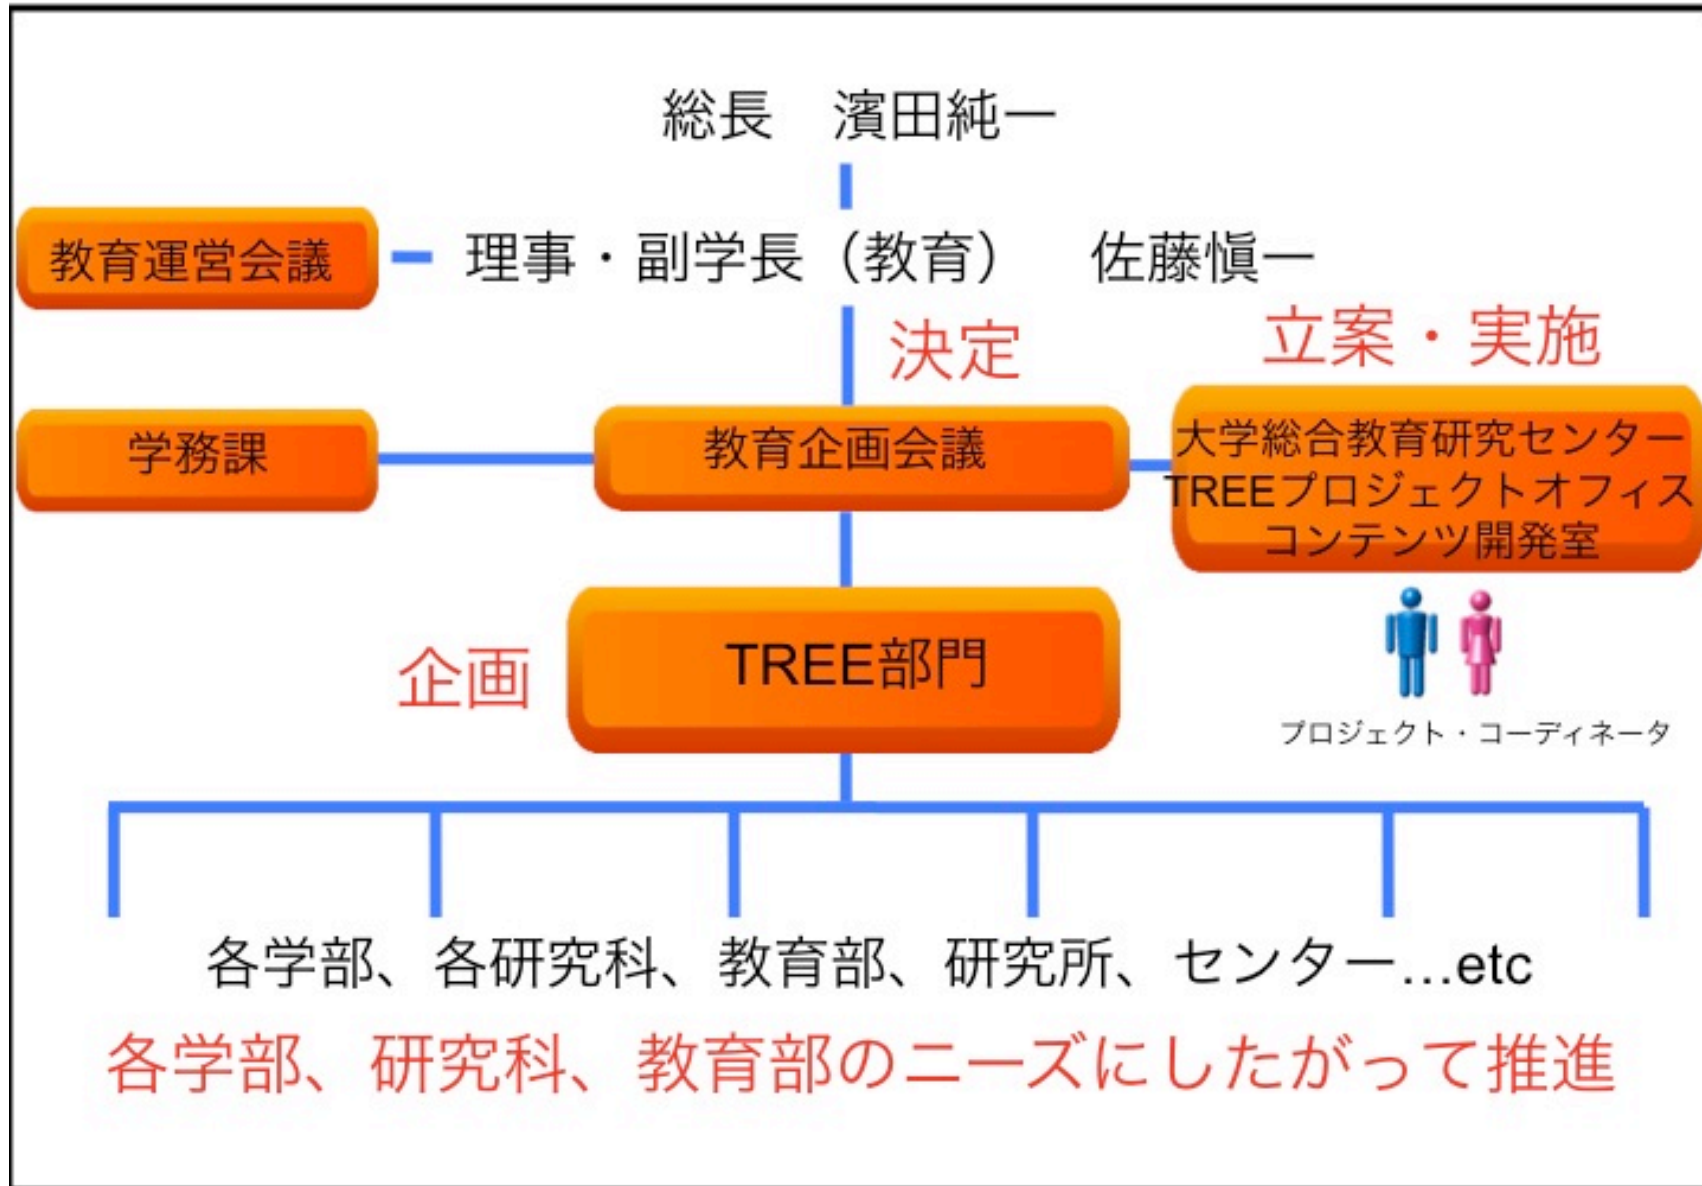 総長　濱田純一
教育運営会議
理事・副学長（教育）　佐藤愼一
決定
立案・実施
学務課
教育企画会議
大学総合教育研究センター
TREEプロジェクトオフィス
コンテンツ開発室
企画
TREE部門
プロジェクト・コーディネータ
各学部、各研究科、教育部、研究所、センター…etc
各学部、研究科、教育部のニーズにしたがって推進